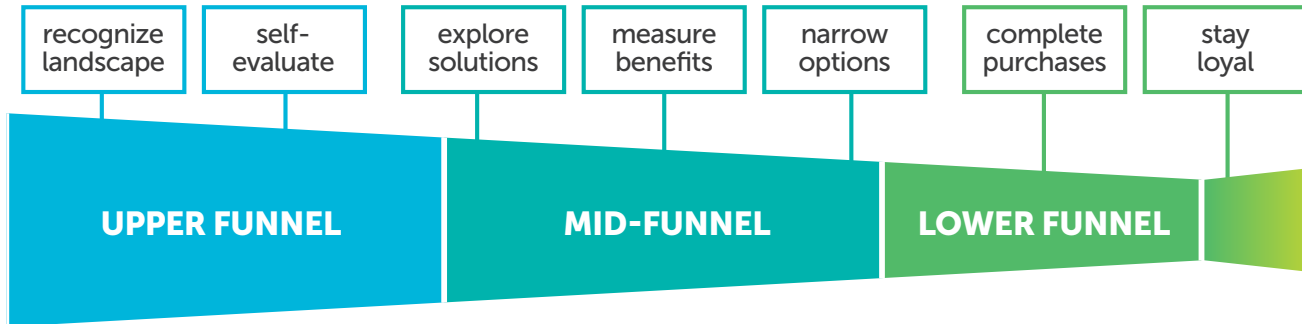 recognize
landscape
self-
evaluate
explore
solutions
measure
benefits
narrow
options
complete
purchases
stay
loyal
UPPER FUNNEL
MID-FUNNEL
LOWER FUNNEL